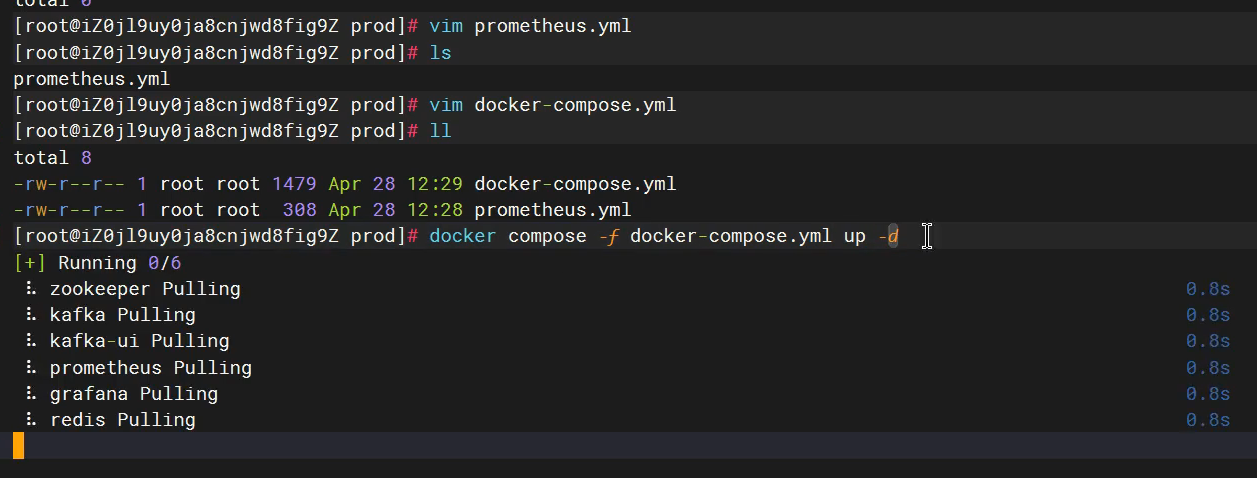 total 0
[root@iZ0jl9uy0ja8cnjwd8fig9Z prod]# vim prometheus.yml
[root@iZ0jl9uy0ja8cnjwd8fig9Z prod]# ls
prometheus.yml
[root@iZ0jl9uy0ja8cnjwd8fig9Z prod]# vim docker-compose.yml
[root@iZ0jl9uy0ja8cnjwd8fig9Z prod]# ll
total 8
-rw-r--r-- 1 root root 1479 Apr 28 12:29 docker-compose.yml
-rw-r--r-- 1 root root  308 Apr 28 12:28 prometheus.yml
[root@iZ0jl9uy0ja8cnjwd8fig9Z prod]# docker compose -f docker-compose.yml up -d
[+] Running 0/6
⠧ zookeeper Pulling 0.8s
⠧ kafka Pulling 0.8s
⠧ kafka-ui Pulling 0.8s
⠧ prometheus Pulling 0.8s
⠧ grafana Pulling 0.8s
⠧ redis Pulling 0.8s